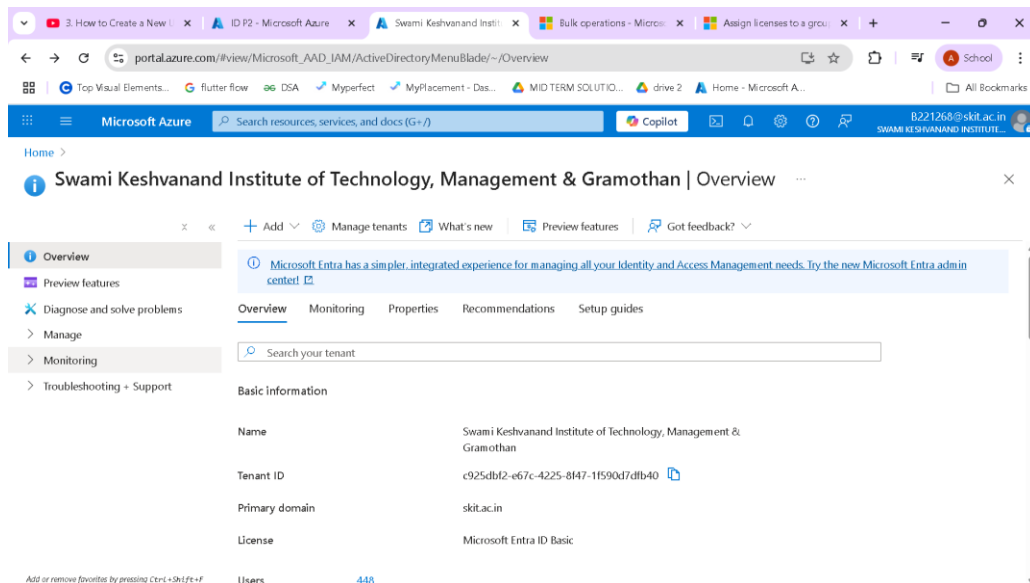 3. How to Create a New U
ID P2 - Microsoft Azure
Swami Keshvanand Instit
Bulk operations - Micros
Assign licenses to a grou
portal.azure.com/#view/Microsoft_AAD_IAM/ActiveDirectoryMenuBlade/~/Overview
A School
Top Visual Elements...
flutter flow
DSA
Myperfect
MyPlacement - Das...
MID TERM SOLUTIO...
drive 2
Home - Microsoft A...
All Bookmarks
Microsoft Azure
Search resources, services, and docs (G+/)
Copilot
B221268@skit.ac.in
SWAMI KESHVANAND INSTITUTE...
Home >
Swami Keshvanand Institute of Technology, Management & Gramothan | Overview ...
+ Add
Manage tenants
What's new
Preview features
Got feedback?
Overview
Preview features
Diagnose and solve problems
Manage
Monitoring
Troubleshooting + Support
Add or remove favorites by pressing Ctrl+Shift+F
Microsoft Entra has a simpler, integrated experience for managing all your Identity and Access Management needs. Try the new Microsoft Entra admin
center!
Overview Monitoring Properties Recommendations Setup guides
Search your tenant
Basic information
Name Swami Keshvanand Institute of Technology, Management &
Gramothan
Tenant ID c925dbf2-e67c-4225-8f47-1f590d7dfb40
Primary domain skit.ac.in
License Microsoft Entra ID Basic
Users 448